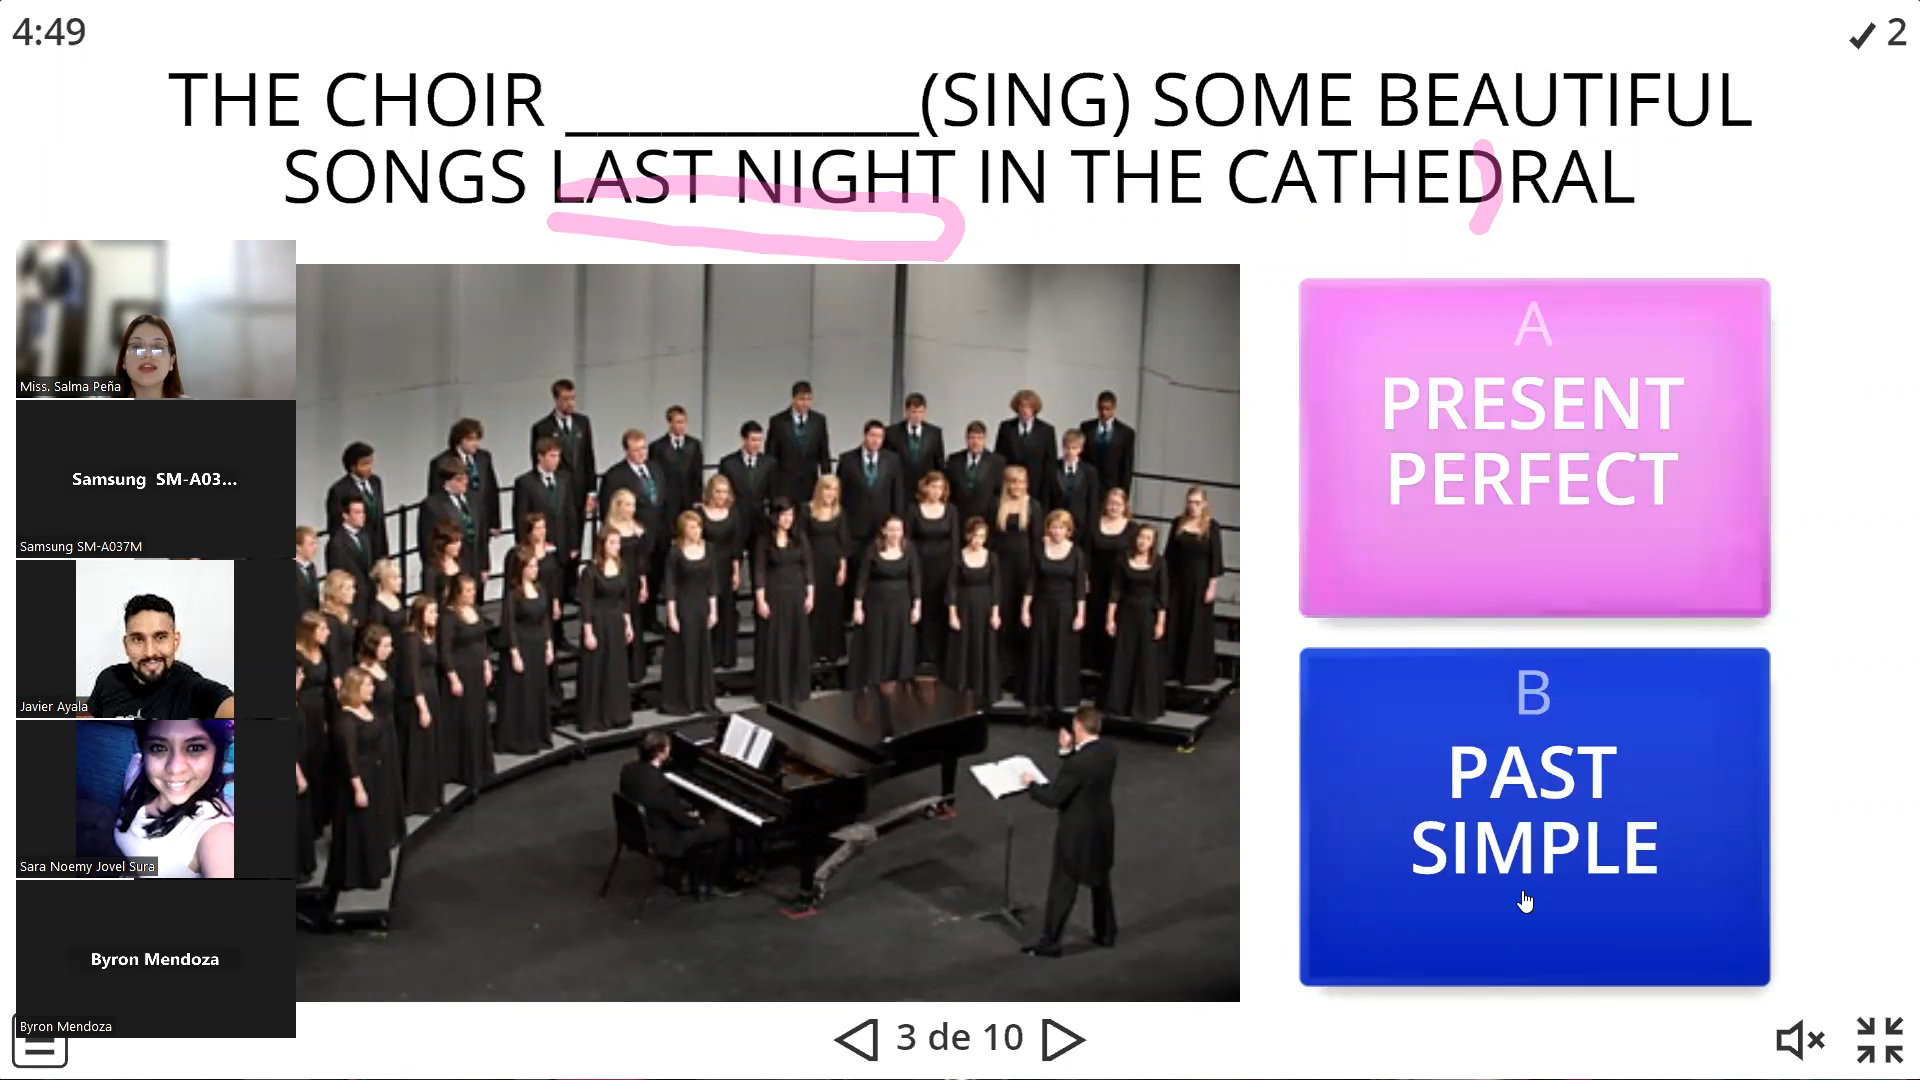 4:49
2
THE CHOIR ___________(SING) SOME BEAUTIFUL
SONGS LAST NIGHT IN THE CATHEDRAL
Miss. Salma Peña
Samsung SM-A03...
Samsung SM-A037M
Javier Ayala
Sara Noemy Jovel Sura
Byron Mendoza
Byron Mendoza
A
PRESENT
PERFECT
B
PAST
SIMPLE
3 de 10